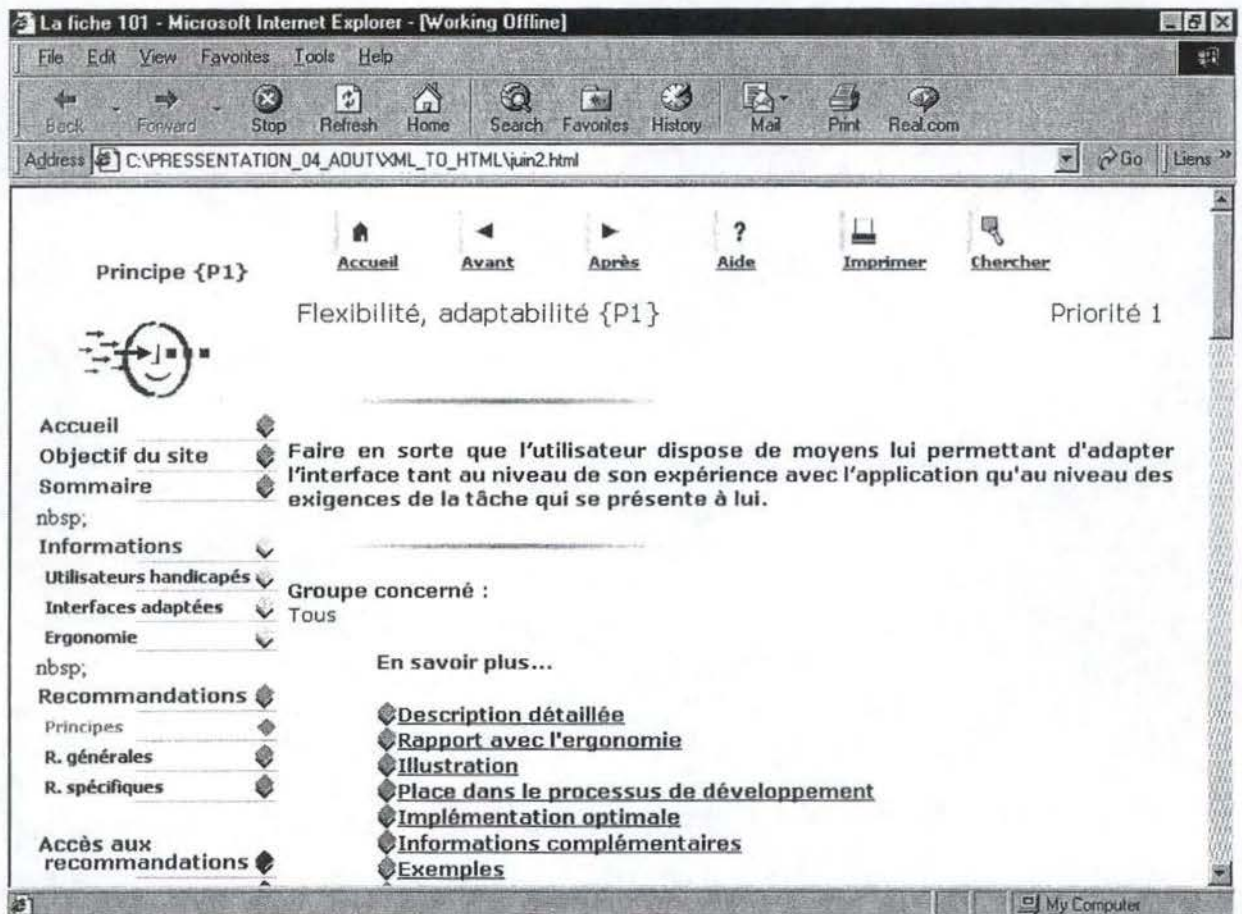 La fiche 101 - Microsoft Internet Explorer - [Working Offline]
File Edit View Favorites Tools Help
Back Forward Stop Refresh Home Search Favorites History Mail Print Real.com
Address C:\PRESSENTATION_04_AOUT\XML_TO_HTML\juin2.html Go Liens »
Accueil Avant Après Aide Imprimer Chercher
Principe {P1}
Flexibilité, adaptabilité {P1} Priorité 1
Accueil
Objectif du site
Sommaire
nbsp;
Informations
Utilisateurs handicapés
Interfaces adaptées
Ergonomie
nbsp;
Recommandations
Principes
R. générales
R. spécifiques
Accès aux
recommandations
Faire en sorte que l'utilisateur dispose de moyens lui permettant d'adapter
l'interface tant au niveau de son expérience avec l'application qu'au niveau des
exigences de la tâche qui se présente à lui.
Groupe concerné :
Tous
En savoir plus...
Description détaillée
Rapport avec l'ergonomie
Illustration
Place dans le processus de développement
Implémentation optimale
Informations complémentaires
Exemples
My Computer